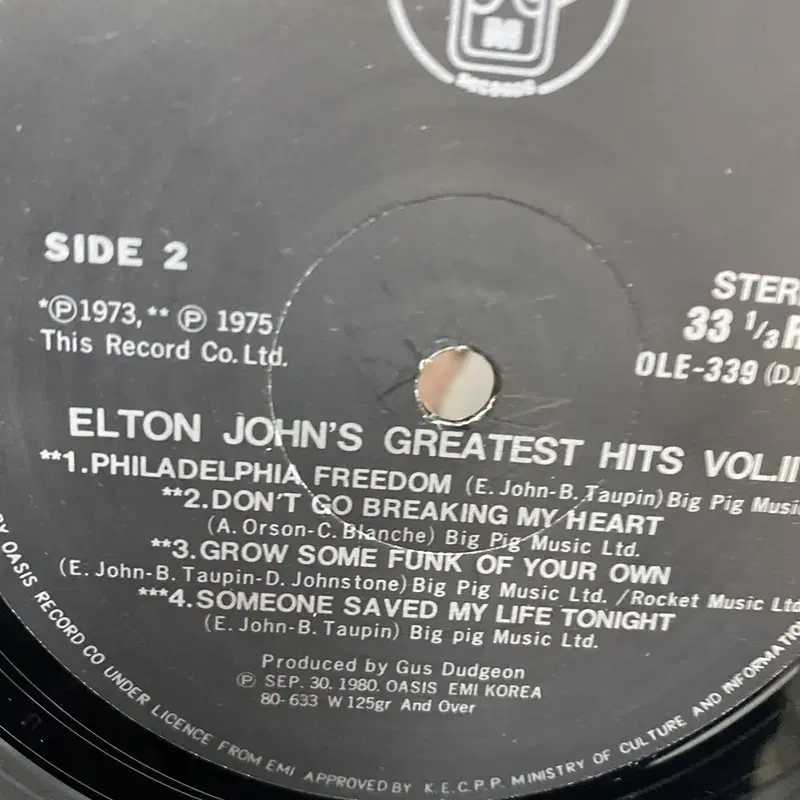 RECORDS
SIDE 2
STER
*Ⓟ1973,** Ⓟ 1975
33 1/3 R
This Record Co. Ltd.
OLE-339 (DJ
ELTON JOHN'S GREATEST HITS VOL.II
**1.PHILADELPHIA FREEDOM (E. John-B. Taupin) Big Pig Music
**2.DON'T GO BREAKING MY HEART
(A. Orson-C. Blanche) Big Pig Music Ltd.
**3.GROW SOME FUNK OF YOUR OWN
(E. John-B. Taupin-D. Johnstone) Big Pig Music Ltd. /Rocket Music Ltd
***4.SOMEONE SAVED MY LIFE TONIGHT
(E. John-B. Taupin) Big pig Music Ltd.
Produced by Gus Dudgeon
Ⓟ SEP. 30. 1980. OASIS EMI KOREA
80-633 W 125gr And Over
BY OASIS RECORD CO UNDER LICENCE FROM EMI APPROVED BY K.E.C.P.P. MINISTRY OF CULTURE AND INFORMATION